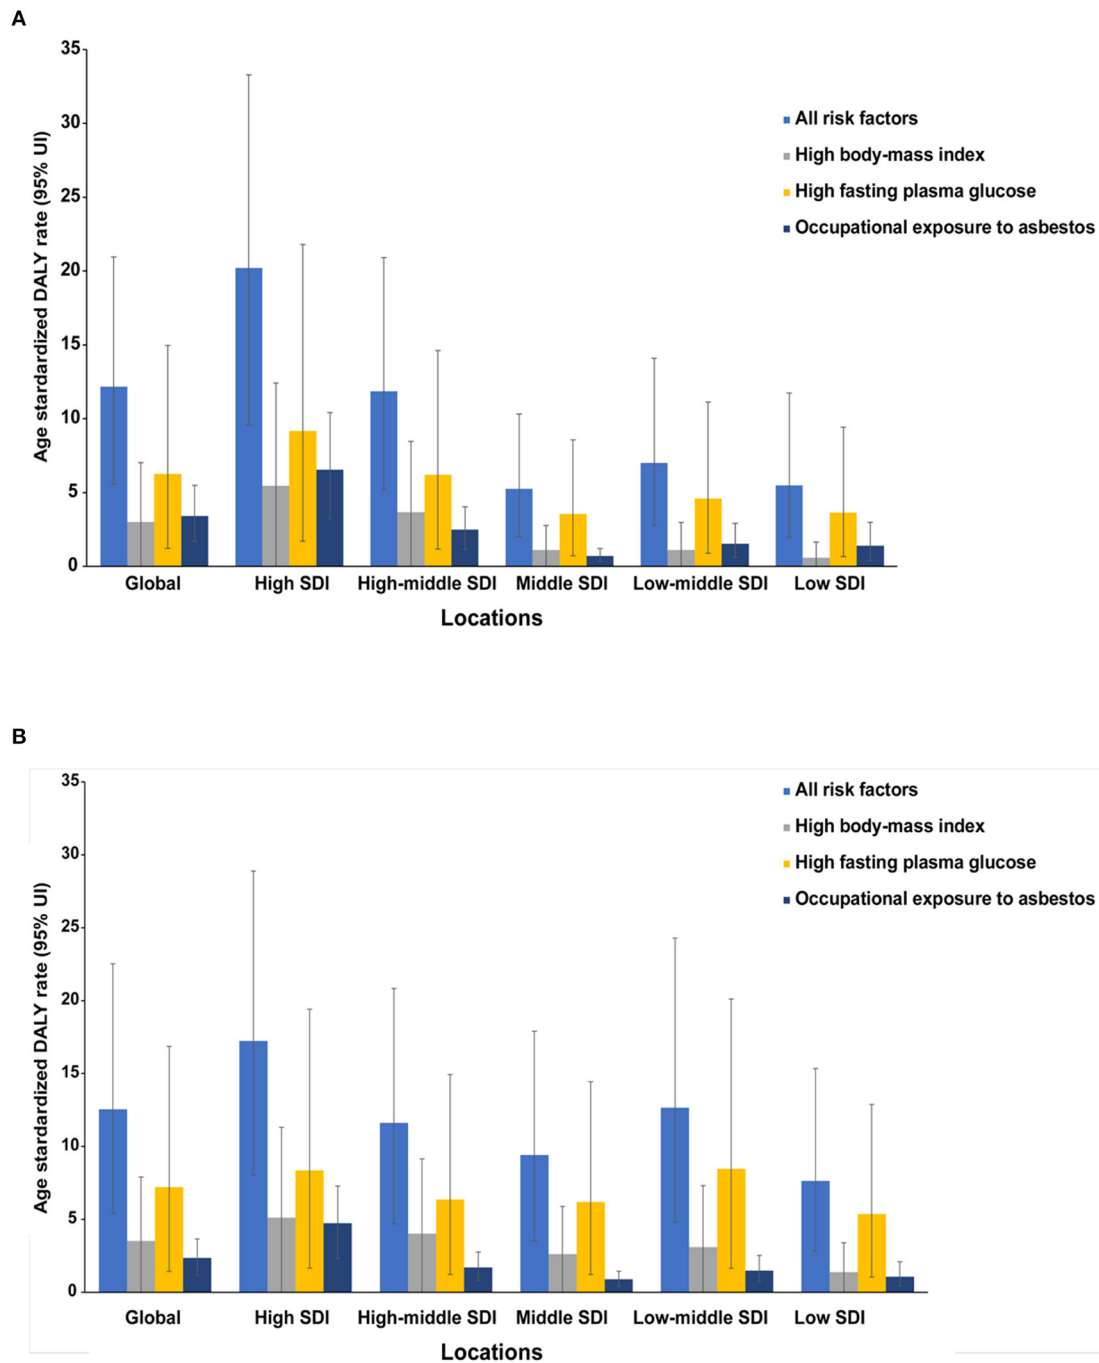 A
35
30
25
20
15
10
5
0
Age stardardized DALY rate (95% UI)
All risk factors
High body-mass index
High fasting plasma glucose
Occupational exposure to asbestos
Global High SDI High-middle SDI Middle SDI Low-middle SDI Low SDI
Locations
B
35
30
25
20
15
10
5
0
Age stardardized DALY rate (95% UI)
All risk factors
High body-mass index
High fasting plasma glucose
Occupational exposure to asbestos
Global High SDI High-middle SDI Middle SDI Low-middle SDI Low SDI
Locations